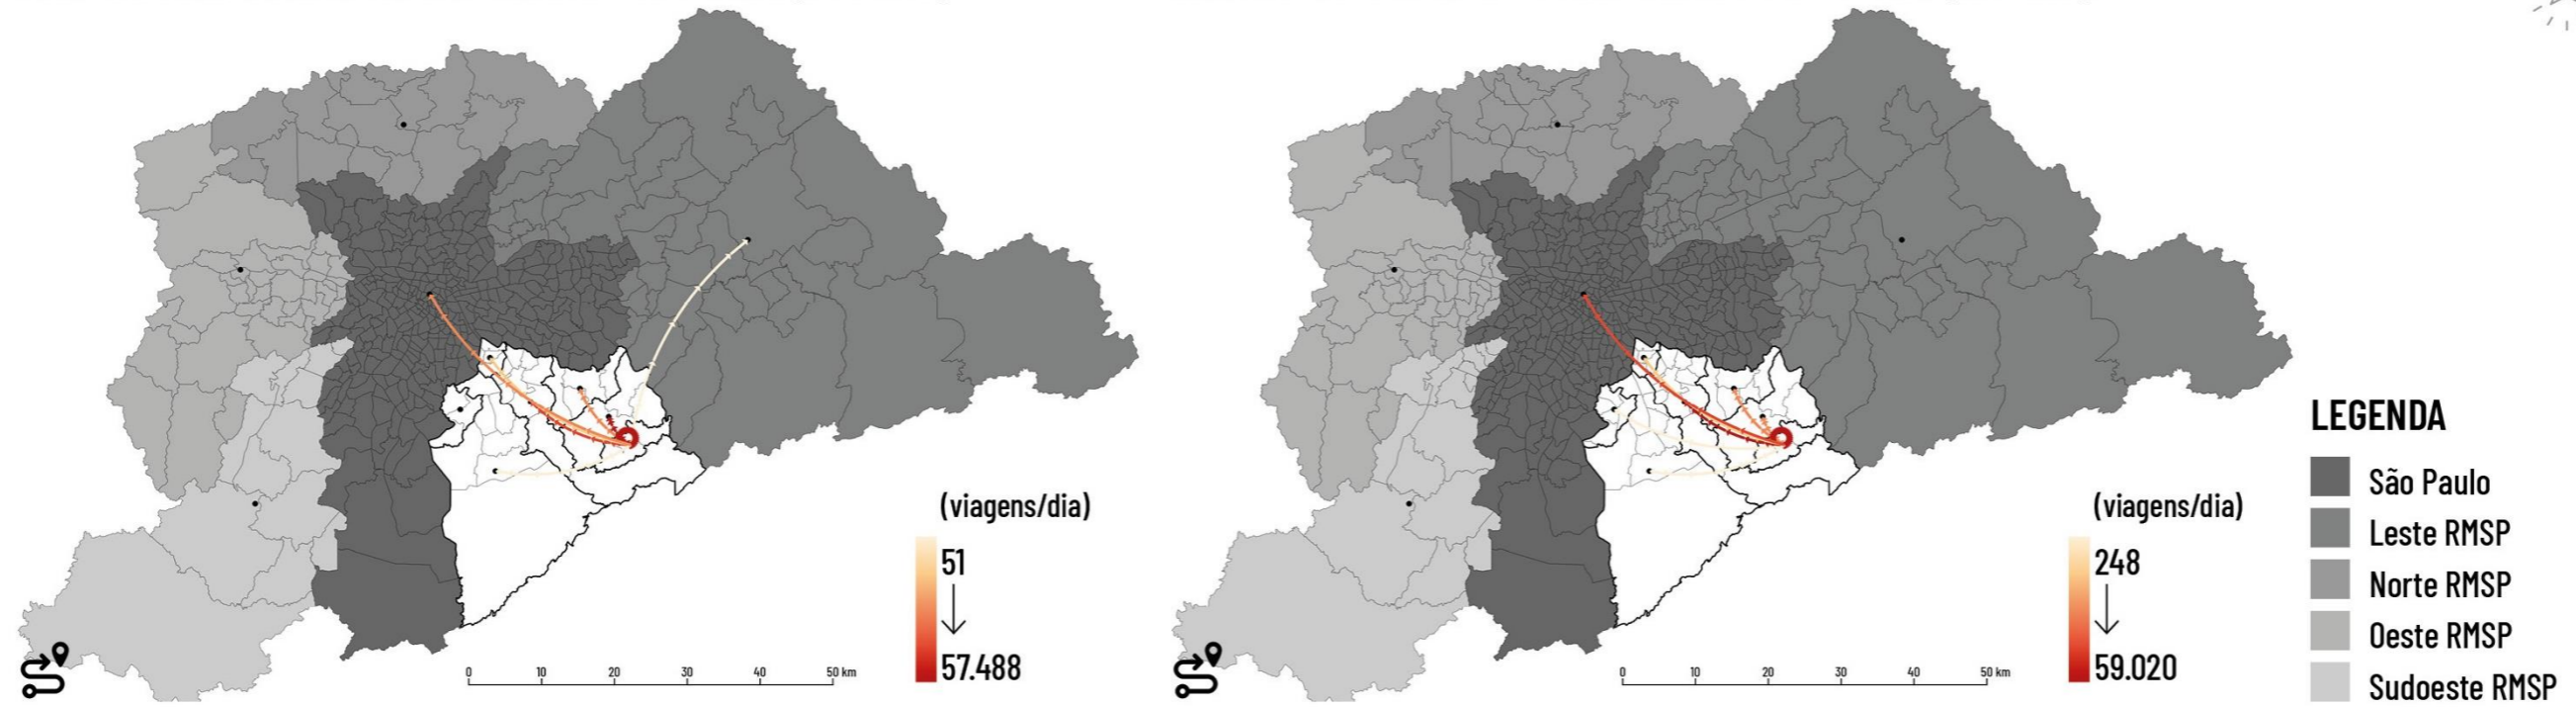 (viagens/dia)
51
57.488
0 10 20 30 40 50 km
(viagens/dia)
248
59.020
0 10 20 30 40 50 km
LEGENDA
São Paulo
Leste RMSP
Norte RMSP
Oeste RMSP
Sudoeste RMSP